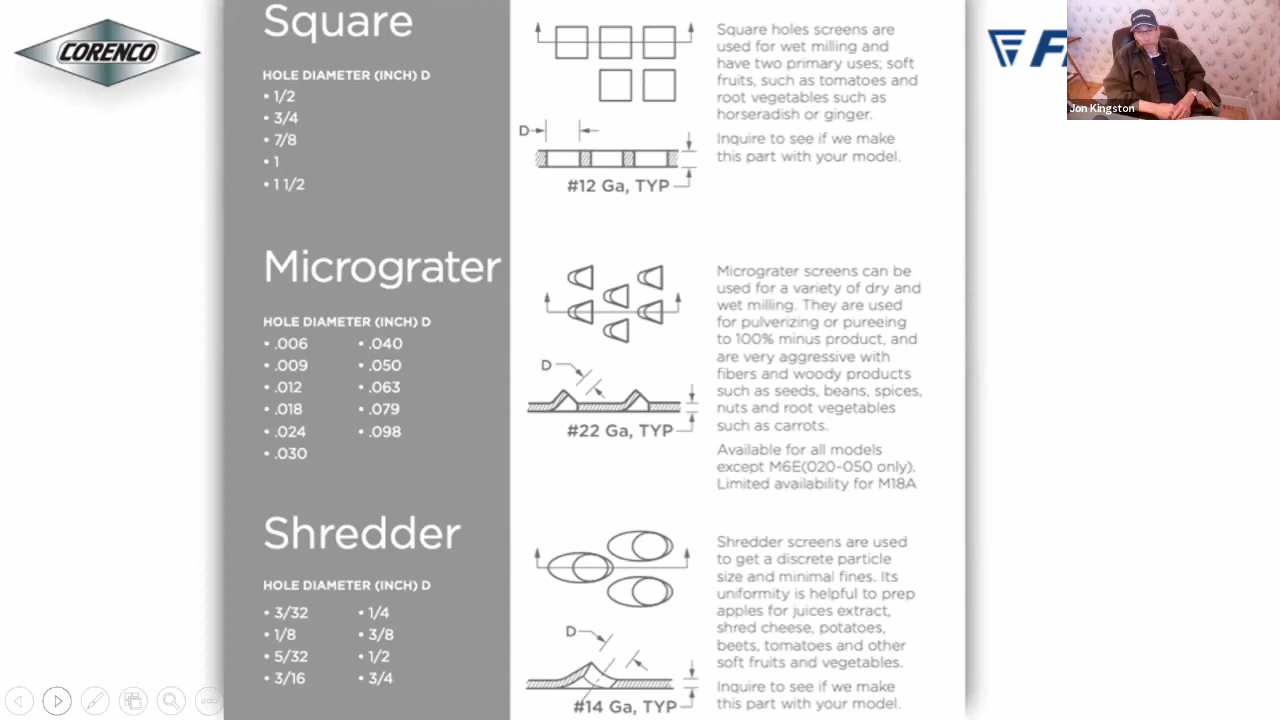 CORENCO
Square
HOLE DIAMETER (INCH) D
• 1/2
• 3/4
• 7/8
• 1
• 1 1/2
D
#12 Ga, TYP
Square holes screens are
used for wet milling and
have two primary uses; soft
fruits, such as tomatoes and
root vegetables such as
horseradish or ginger.
Inquire to see if we make
this part with your model.
Jon Kingston
Micrograter
HOLE DIAMETER (INCH) D
• .006
• .009
• .012
• .018
• .024
• .030
• .040
• .050
• .063
• .079
• .098
D
#22 Ga, TYP
Micrograter screens can be
used for a variety of dry and
wet milling. They are used
for pulverizing or pureeing
to 100% minus product, and
are very aggressive with
fibers and woody products
such as seeds, beans, spices,
nuts and root vegetables
such as carrots.
Available for all models
except M6E(020-050 only).
Limited availability for M18A
Shredder
HOLE DIAMETER (INCH) D
• 3/32
• 1/8
• 5/32
• 3/16
• 1/4
• 3/8
• 1/2
• 3/4
D
#14 Ga, TYP
Shredder screens are used
to get a discrete particle
size and minimal fines. Its
uniformity is helpful to prep
apples for juices extract,
shred cheese, potatoes,
beets, tomatoes and other
soft fruits and vegetables.
Inquire to see if we make
this part with your model.